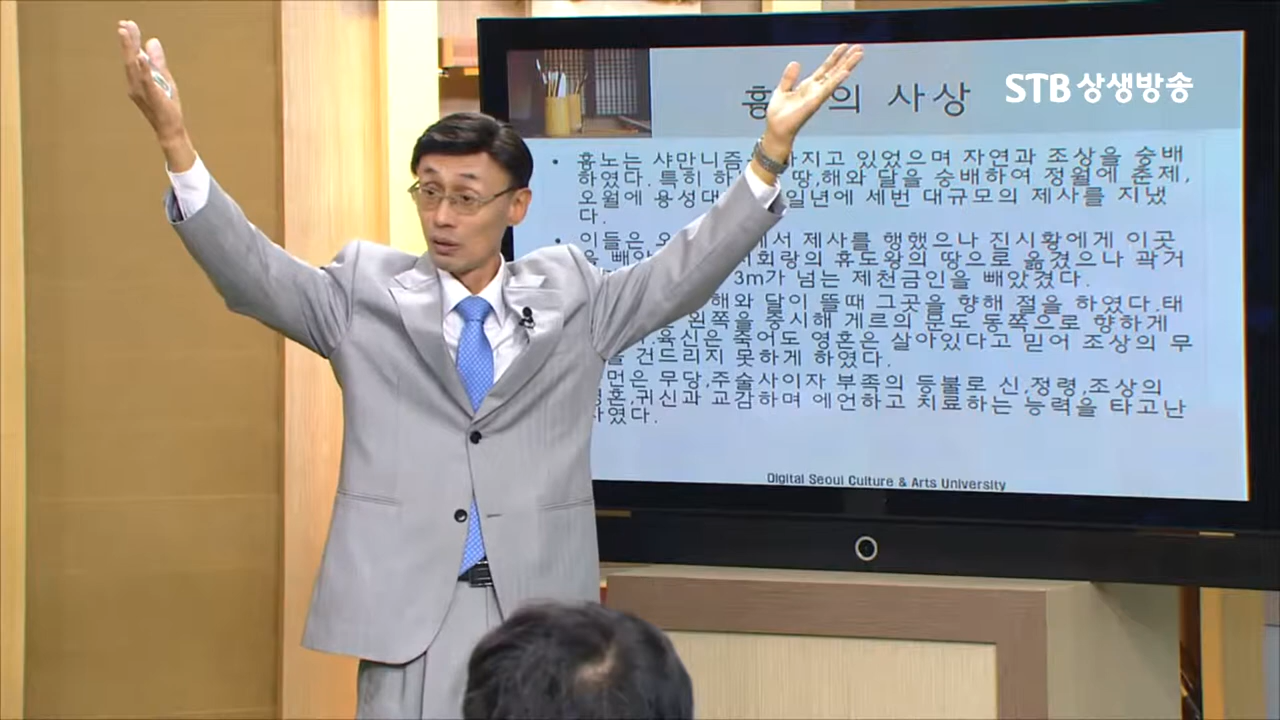 STB 상생방송
흉 의 사상
• 흉노는 샤만니즘 가지고 있었으며 자연과 조상을 숭배
하였다.특히 하 땅,해와 달을 숭배하여 정월에 춘제,
오월에 용성대 일년에 세번 대규모의 제사를 지냈
다.
• 이들은 오 에서 제사를 행했으나 진시황에게 이곳
을 빼았 회랑의 휴도왕의 땅으로 옮겼으나 곽거
3m가 넘는 제천금인을 빼았겼다.
해와 달이 뜰때 그곳을 향해 절을 하였다.태
왼쪽을 중시해 게르의 문도 동쪽으로 향하게
육신은 죽어도 영혼은 살아있다고 믿어 조상의 무
을 건드리지 못하게 하였다.
먼은 무당,주술사이자 부족의 등불로 신,정령,조상의
영혼,귀신과 교감하며 예언하고 치료하는 능력을 타고난
하였다.
Digital Seoul Culture & Arts University